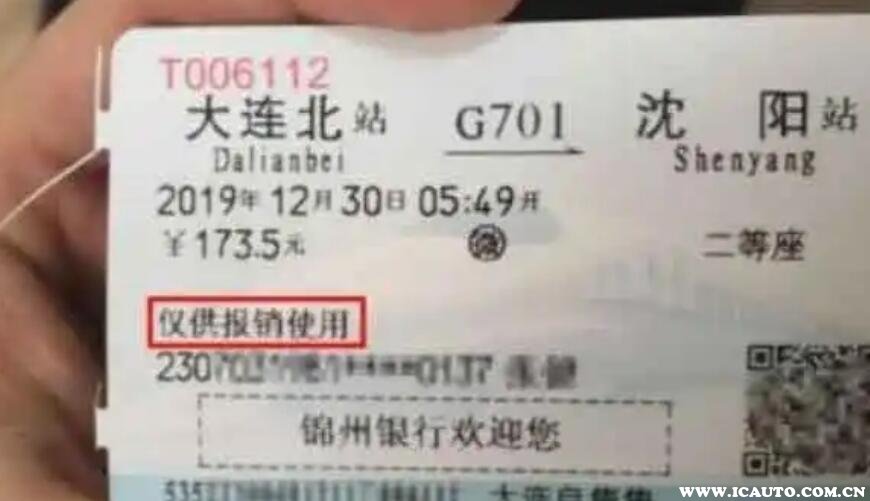 T006112
大连北站 G701 沈阳站
Dalianbei Shenyang
2019年12月30日05:49开
¥173.5元 二等座
仅供报销使用
锦州银行欢迎您
WWW.ICAUTO.COM.CN